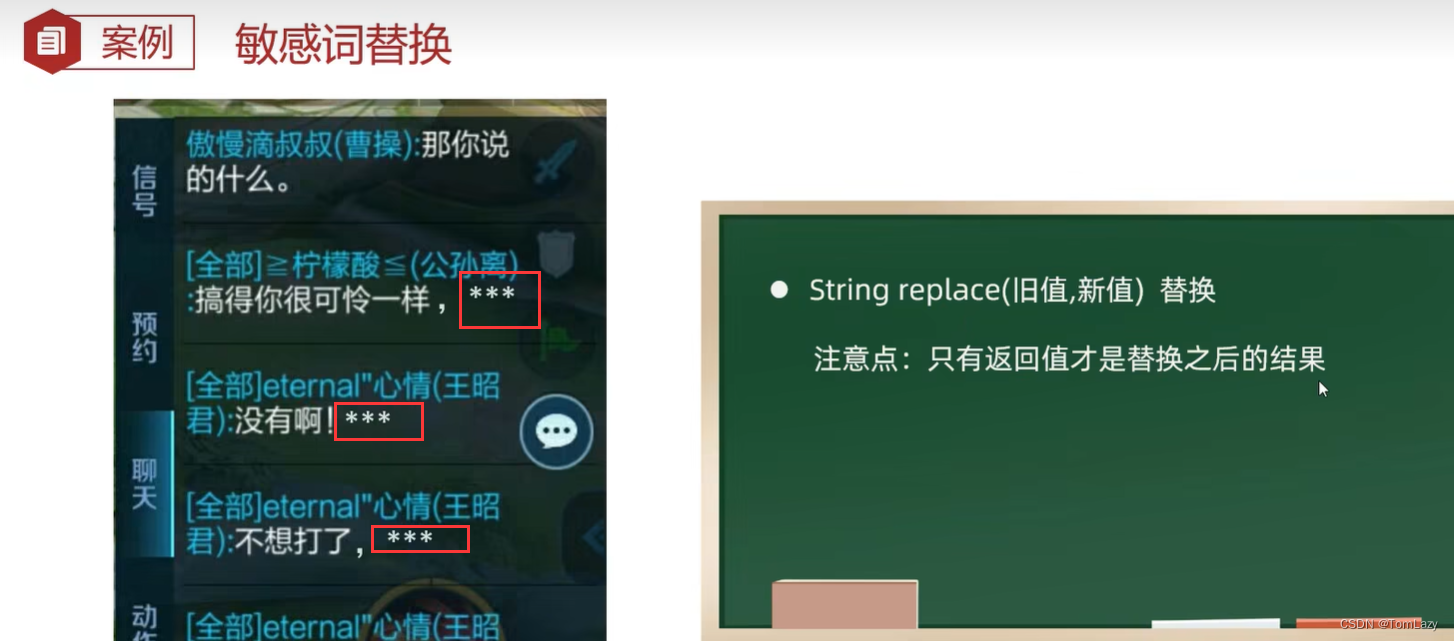 案例
敏感词替换
信号
预约
聊天
动作
傲慢滴叔叔(曹操):那你说
的什么。
[全部]≧柠檬酸≦(公孙离)
:搞得你很可怜一样，***
[全部]eternal"心情(王昭
君):没有啊！***
[全部]eternal"心情(王昭
君):不想打了，***
[全部]eternal"心情(王昭
String replace(旧值,新值) 替换
注意点：只有返回值才是替换之后的结果
CSDN @TomLazy